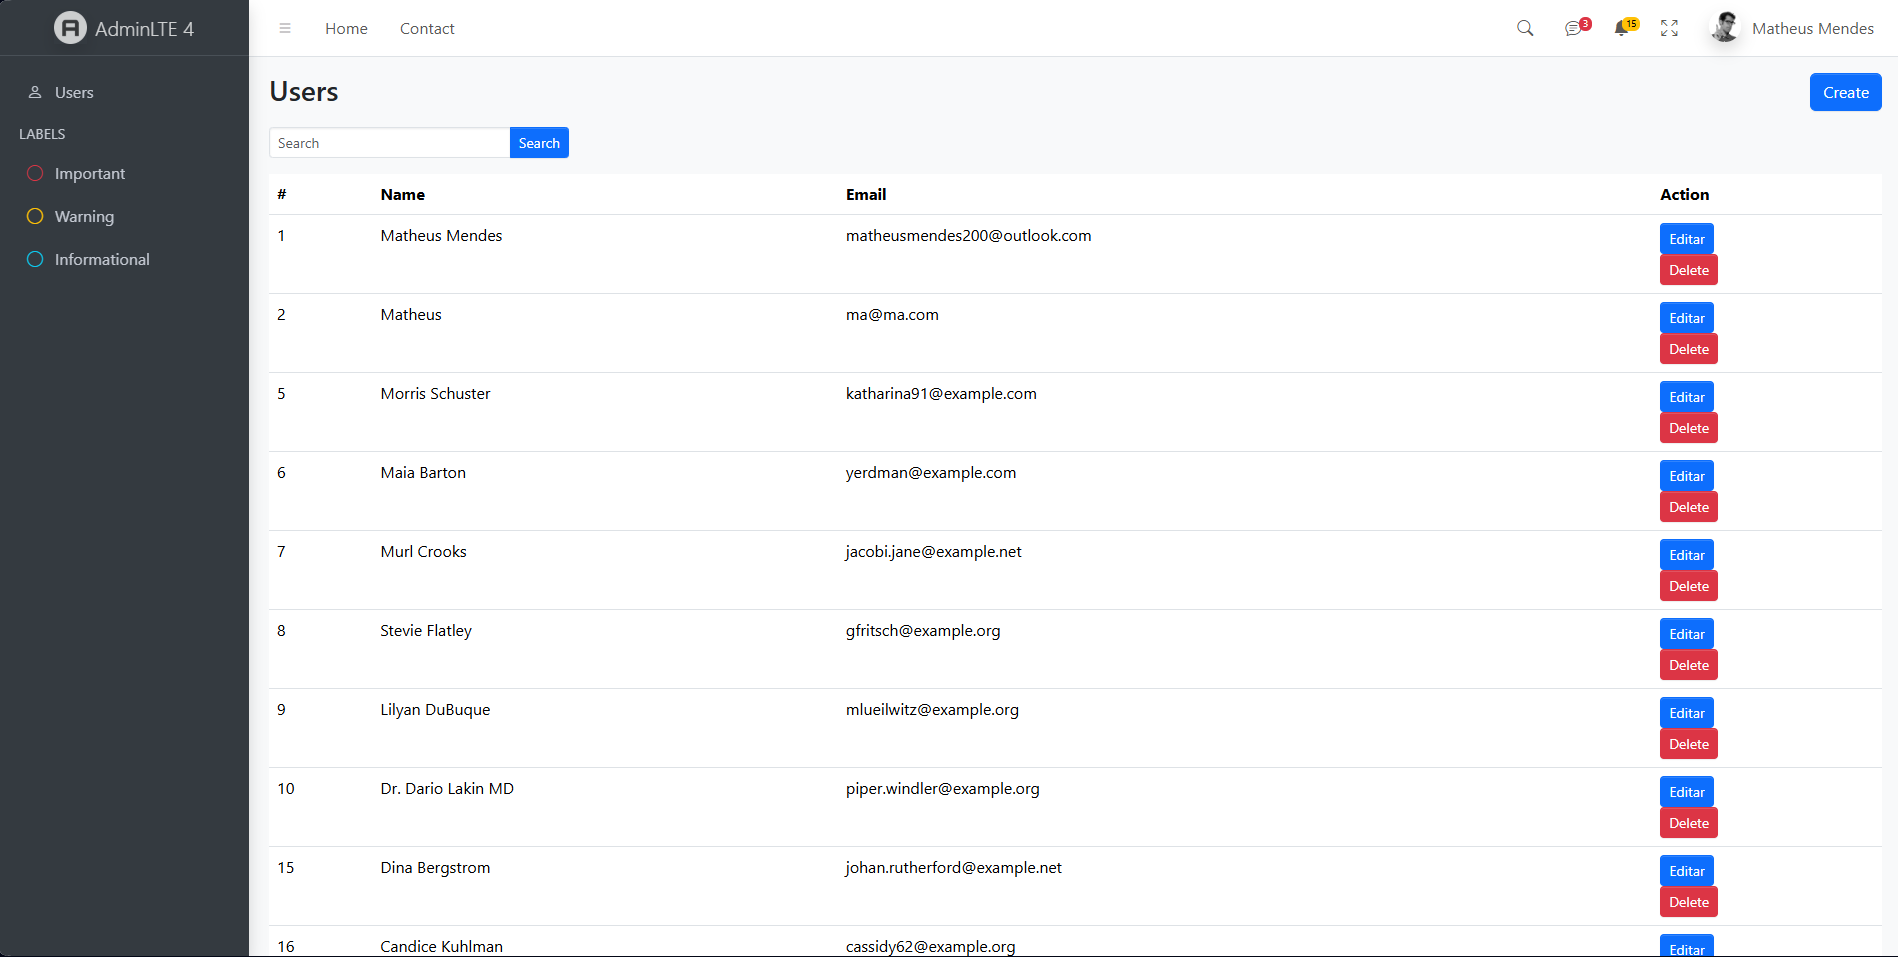 AdminLTE 4
Home
Contact
3
15
Matheus Mendes
Users
LABELS
Important
Warning
Informational
Users
Create
Search
Search
# Name Email Action
1 Matheus Mendes matheusmendes200@outlook.com Editar
Delete
2 Matheus ma@ma.com Editar
Delete
5 Morris Schuster katharina91@example.com Editar
Delete
6 Maia Barton yerdman@example.com Editar
Delete
7 Murl Crooks jacobi.jane@example.net Editar
Delete
8 Stevie Flatley gfritsch@example.org Editar
Delete
9 Lilyan DuBuque mlueilwitz@example.org Editar
Delete
10 Dr. Dario Lakin MD piper.windler@example.org Editar
Delete
15 Dina Bergstrom johan.rutherford@example.net Editar
Delete
16 Candice Kuhlman cassidy62@example.org Editar